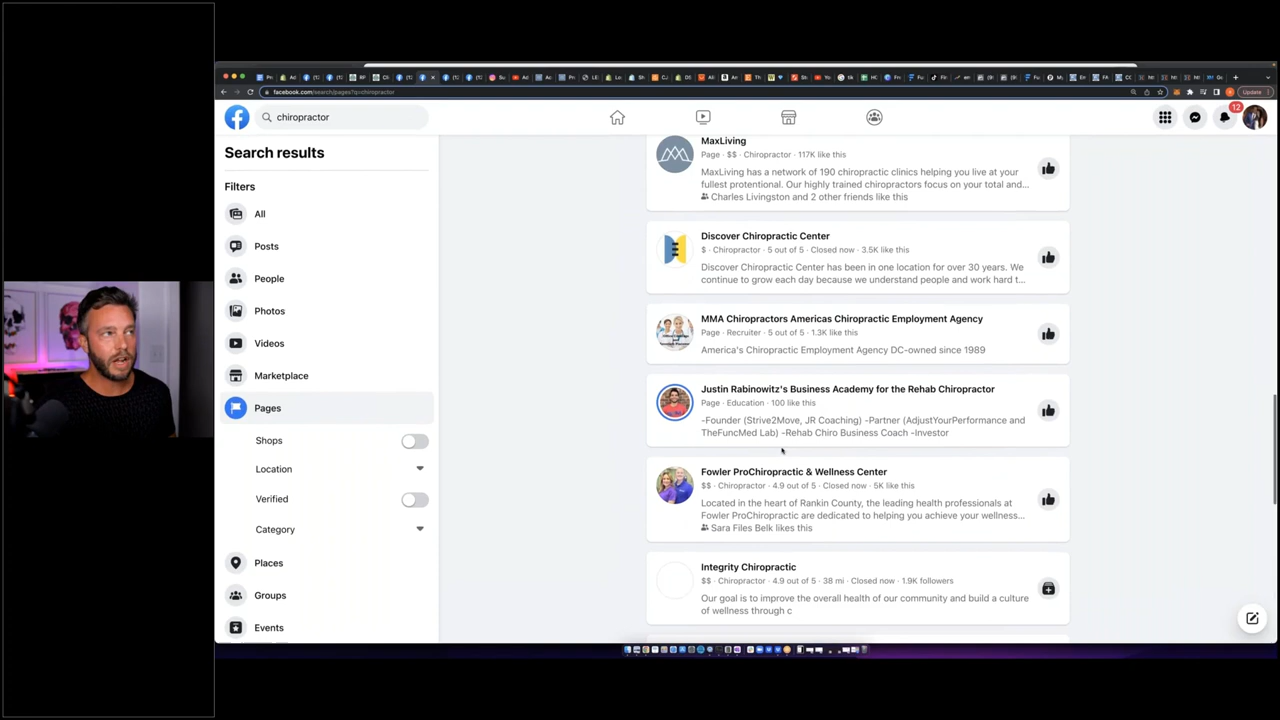 facebook.com/search/pages?q=chiropractor
Update
chiropractor
12
Search results
Filters
All
Posts
People
Photos
Videos
Marketplace
Pages
Shops
Location
Verified
Category
Places
Groups
Events
MaxLiving
Page · $$ · Chiropractor · 117K like this
MaxLiving has a network of 190 chiropractic clinics helping you live at your
fullest protentional. Our highly trained chiropractors focus on your total and...
Charles Livingston and 2 other friends like this
Discover Chiropractic Center
$ · Chiropractor · 5 out of 5 · Closed now · 3.5K like this
Discover Chiropractic Center has been in one location for over 30 years. We
continue to grow each day because we understand people and work hard t...
MMA Chiropractors Americas Chiropractic Employment Agency
Page · Recruiter · 5 out of 5 · 1.3K like this
America's Chiropractic Employment Agency DC-owned since 1989
Justin Rabinowitz's Business Academy for the Rehab Chiropractor
Page · Education · 100 like this
-Founder (Strive2Move, JR Coaching) -Partner (AdjustYourPerformance and
TheFuncMed Lab) -Rehab Chiro Business Coach -Investor
Fowler ProChiropractic & Wellness Center
$$ · Chiropractor · 4.9 out of 5 · Closed now · 5K like this
Located in the heart of Rankin County, the leading health professionals at
Fowler ProChiropractic are dedicated to helping you achieve your wellness...
Sara Files Belk likes this
Integrity Chiropractic
$$ · Chiropractor · 4.9 out of 5 · 38 mi · Closed now · 1.9K followers
Our goal is to improve the overall health of our community and build a culture
of wellness through c